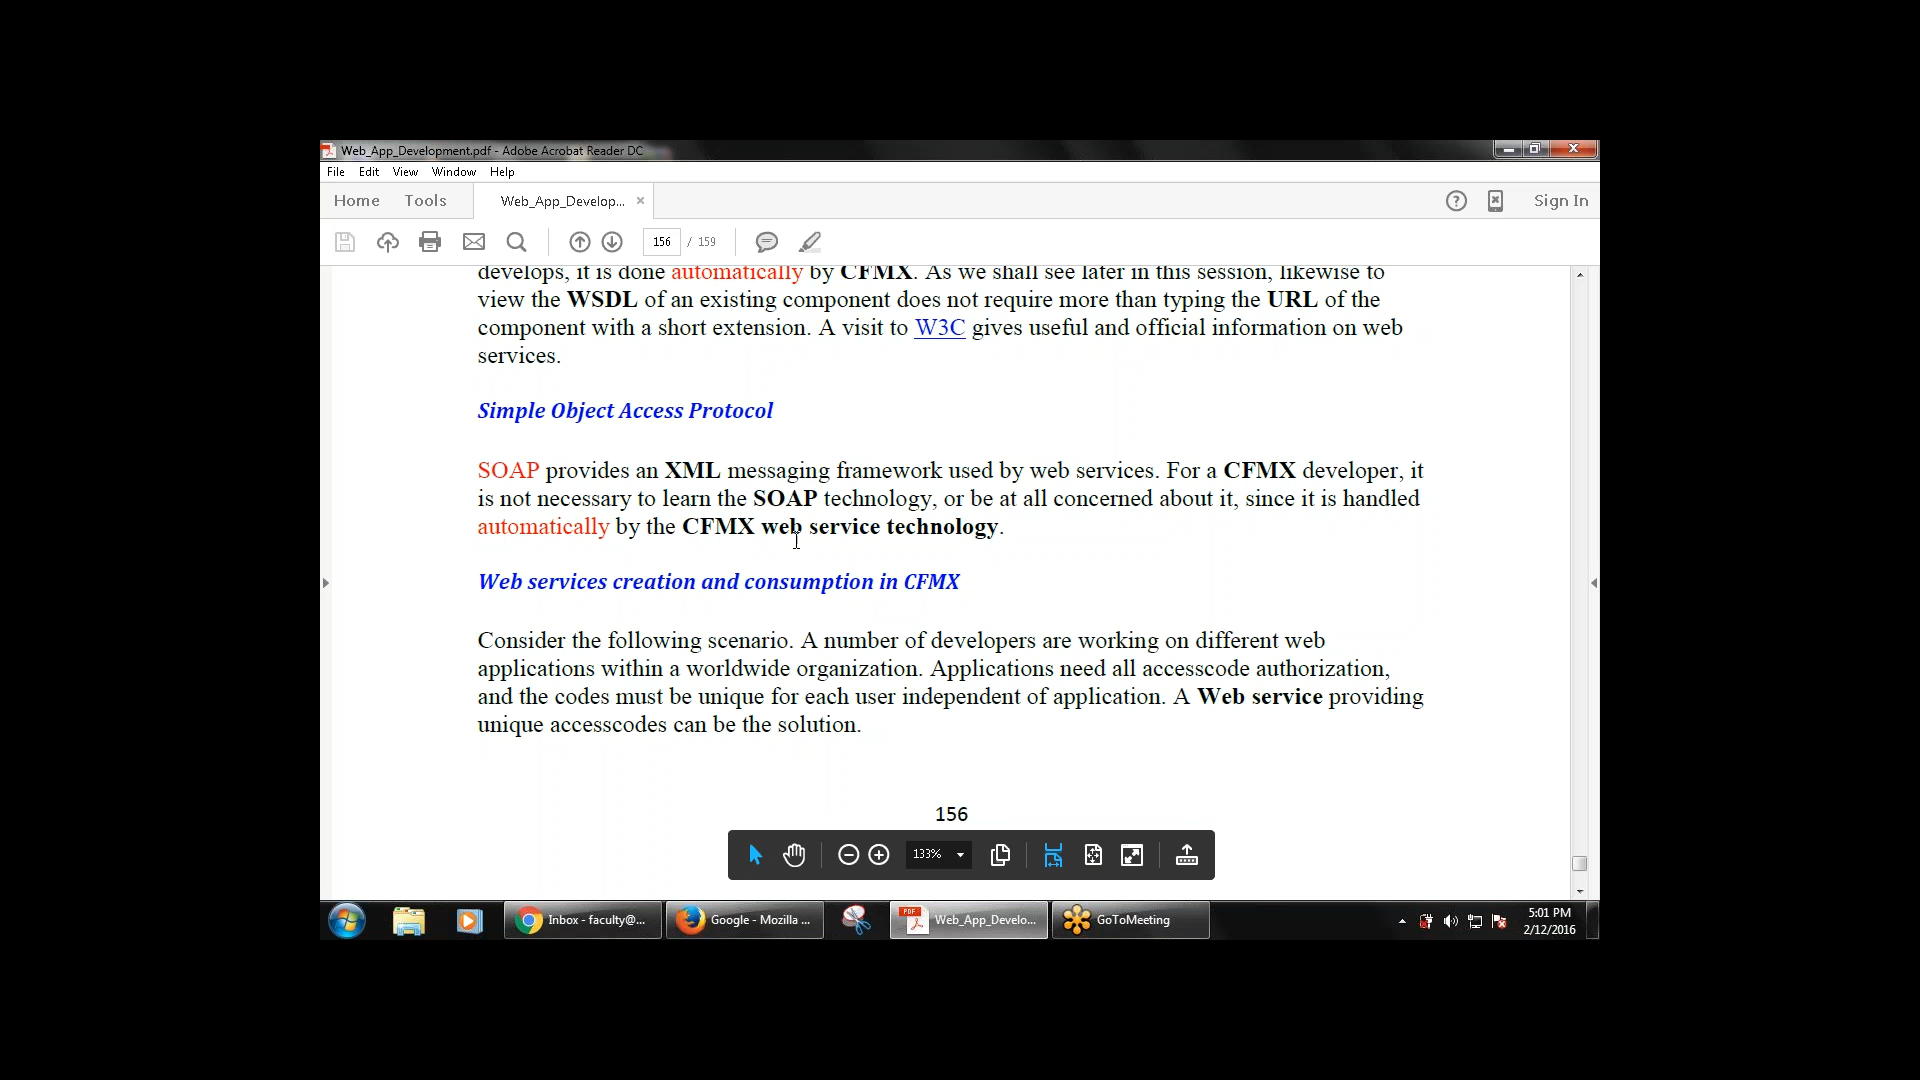 Web_App_Development.pdf - Adobe Acrobat Reader DC
File Edit View Window Help
Home Tools Web_App_Develop... × Sign In
156 / 159
develops, it is done automatically by CFMX. As we shall see later in this session, likewise to
view the WSDL of an existing component does not require more than typing the URL of the
component with a short extension. A visit to W3C gives useful and official information on web
services.
Simple Object Access Protocol
SOAP provides an XML messaging framework used by web services. For a CFMX developer, it
is not necessary to learn the SOAP technology, or be at all concerned about it, since it is handled
automatically by the CFMX web service technology.
Web services creation and consumption in CFMX
Consider the following scenario. A number of developers are working on different web
applications within a worldwide organization. Applications need all accesscode authorization,
and the codes must be unique for each user independent of application. A Web service providing
unique accesscodes can be the solution.
156
133%
Inbox - faculty@... Google - Mozilla ... Web_App_Develo... GoToMeeting
5:01 PM
2/12/2016